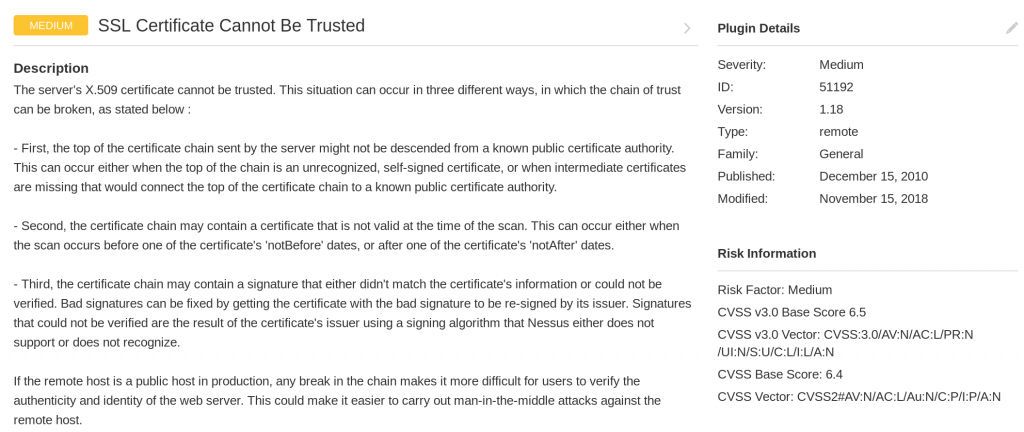 MEDIUM SSL Certificate Cannot Be Trusted
Description
The server's X.509 certificate cannot be trusted. This situation can occur in three different ways, in which the chain of trust
can be broken, as stated below :
- First, the top of the certificate chain sent by the server might not be descended from a known public certificate authority.
This can occur either when the top of the chain is an unrecognized, self-signed certificate, or when intermediate certificates
are missing that would connect the top of the certificate chain to a known public certificate authority.
- Second, the certificate chain may contain a certificate that is not valid at the time of the scan. This can occur either when
the scan occurs before one of the certificate's 'notBefore' dates, or after one of the certificate's 'notAfter' dates.
- Third, the certificate chain may contain a signature that either didn't match the certificate's information or could not be
verified. Bad signatures can be fixed by getting the certificate with the bad signature to be re-signed by its issuer. Signatures
that could not be verified are the result of the certificate's issuer using a signing algorithm that Nessus either does not
support or does not recognize.
If the remote host is a public host in production, any break in the chain makes it more difficult for users to verify the
authenticity and identity of the web server. This could make it easier to carry out man-in-the-middle attacks against the
remote host.
Plugin Details
Severity: Medium
ID: 51192
Version: 1.18
Type: remote
Family: General
Published: December 15, 2010
Modified: November 15, 2018
Risk Information
Risk Factor: Medium
CVSS v3.0 Base Score 6.5
CVSS v3.0 Vector: CVSS:3.0/AV:N/AC:L/PR:N
/UI:N/S:U/C:L/I:L/A:N
CVSS Base Score: 6.4
CVSS Vector: CVSS2#AV:N/AC:L/Au:N/C:P/I:P/A:N